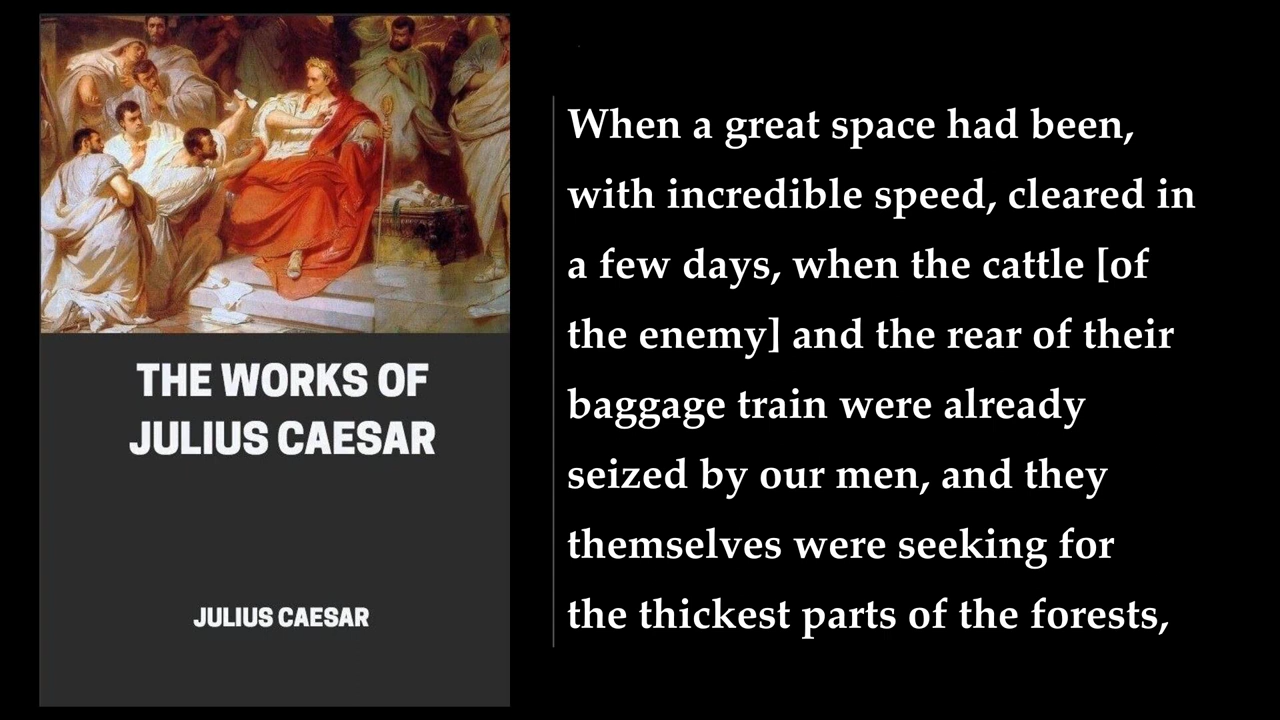 THE WORKS OF
JULIUS CAESAR
JULIUS CAESAR
When a great space had been,
with incredible speed, cleared in
a few days, when the cattle [of
the enemy] and the rear of their
baggage train were already
seized by our men, and they
themselves were seeking for
the thickest parts of the forests,